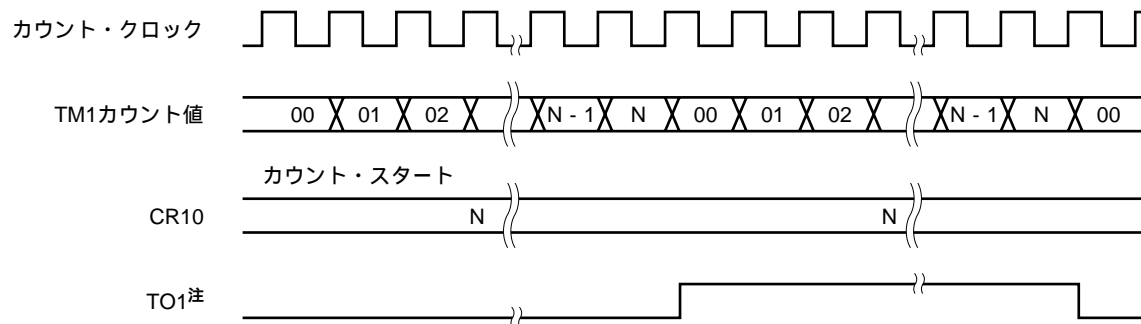 カウント・クロック
TM1カウント値 00 01 02 N - 1 N 00 01 02 N - 1 N 00
カウント・スタート
CR10 N N
TO1注